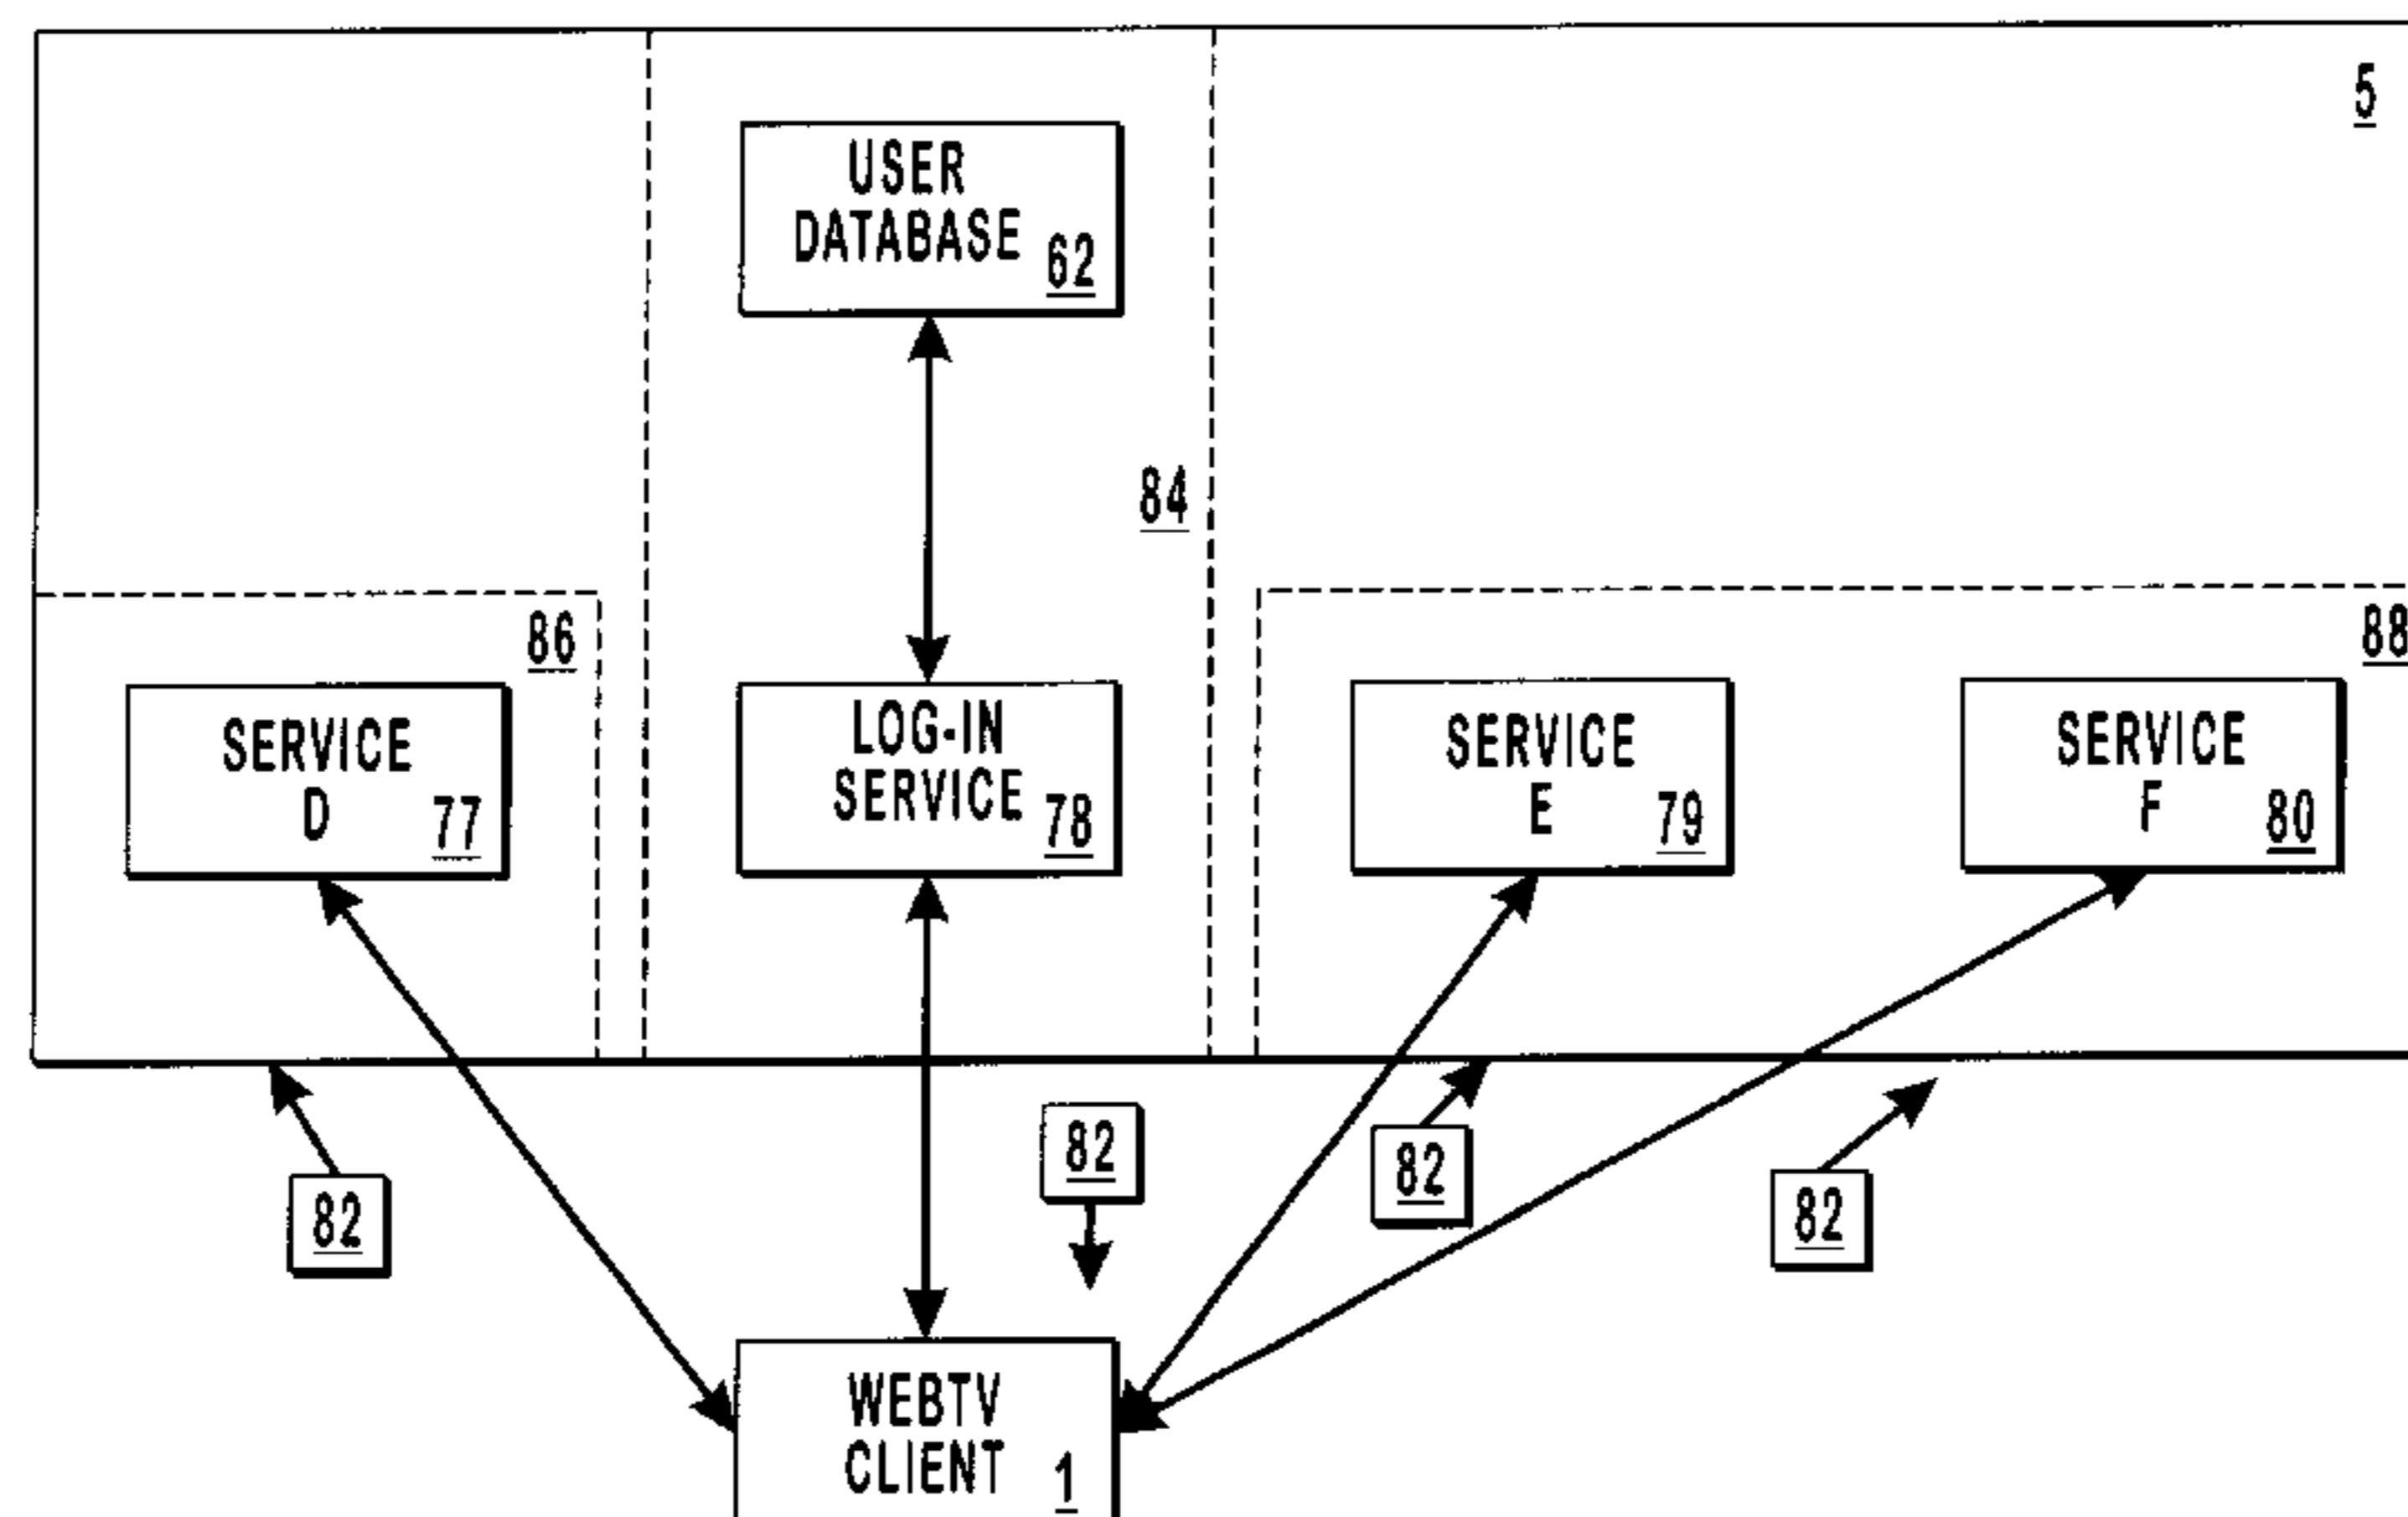 5
USER
DATABASE 62
84
86
88
SERVICE
D 77
LOG-IN
SERVICE 78
SERVICE
E 79
SERVICE
F 80
82
82
82
82
WEBTV
CLIENT 1